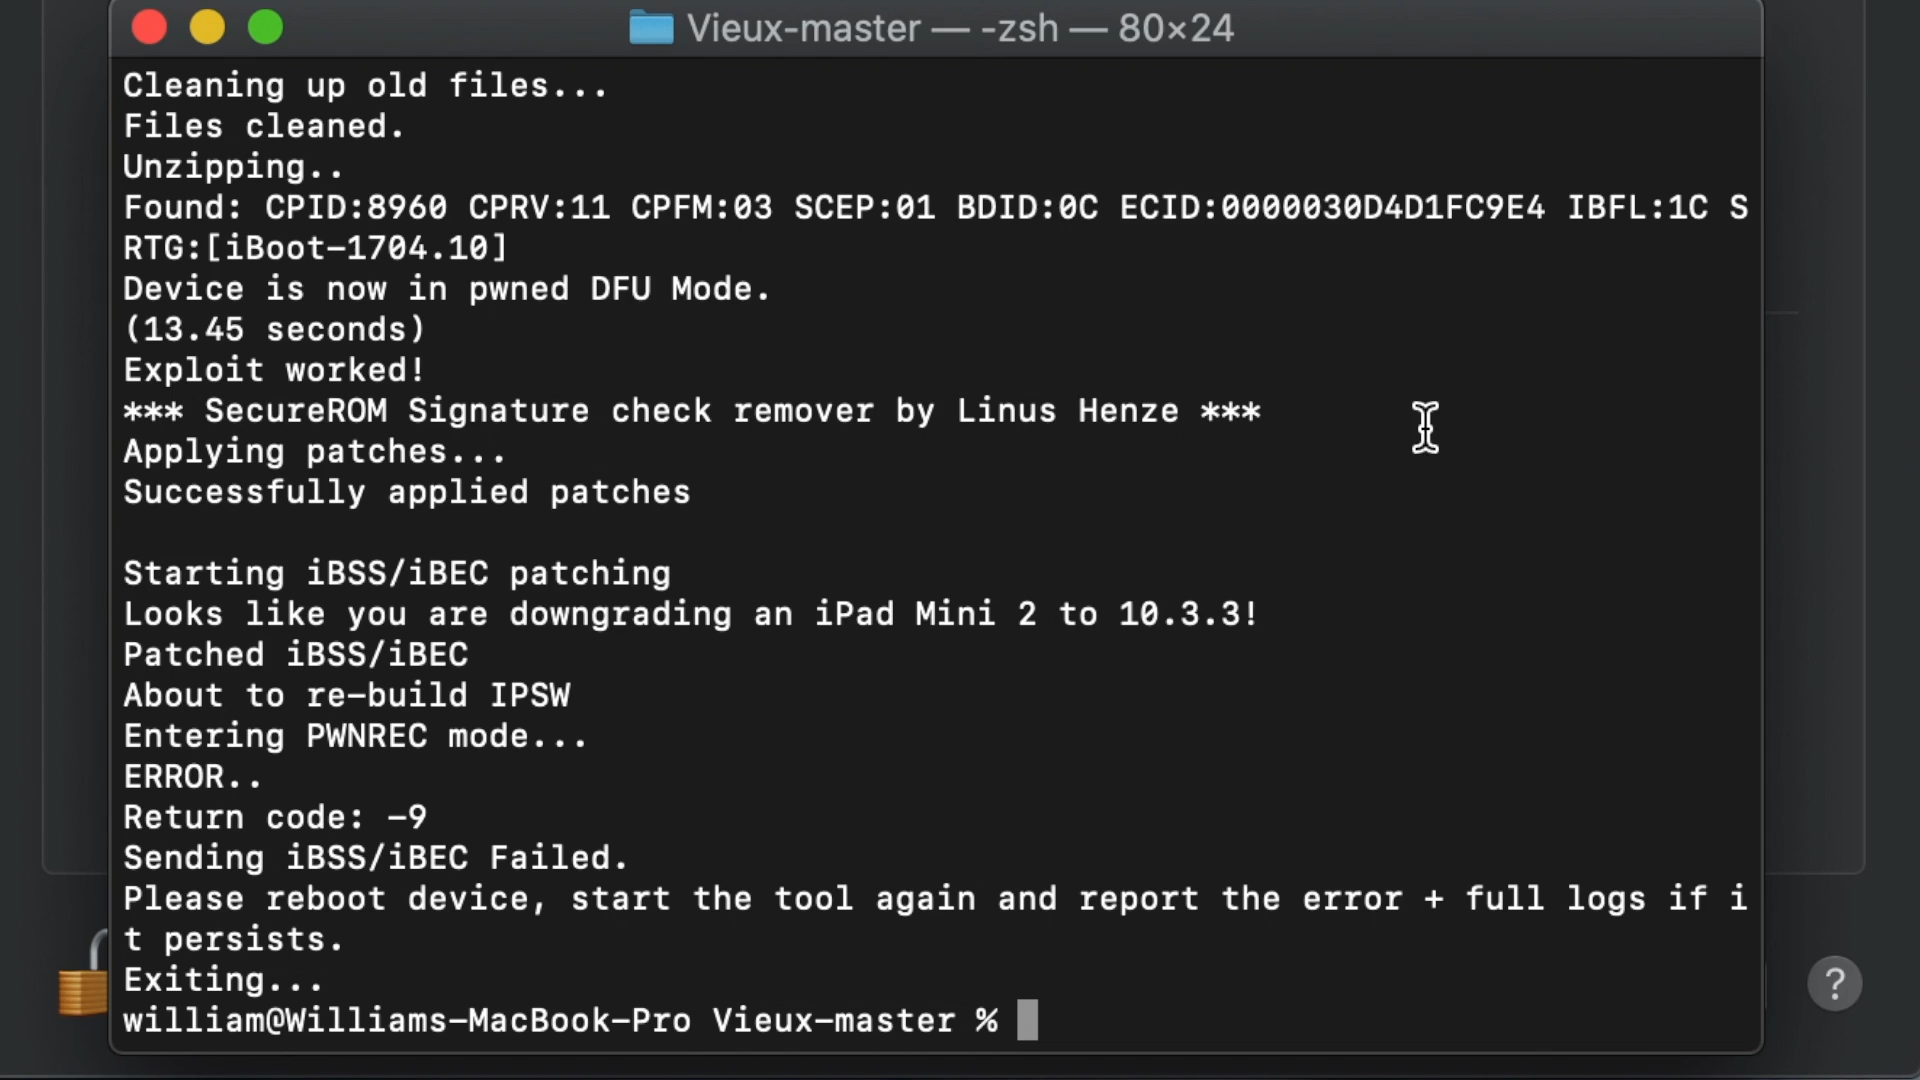 Vieux-master — -zsh — 80×24
Cleaning up old files...
Files cleaned.
Unzipping..
Found: CPID:8960 CPRV:11 CPFM:03 SCEP:01 BDID:0C ECID:0000030D4D1FC9E4 IBFL:1C S
RTG:[iBoot-1704.10]
Device is now in pwned DFU Mode.
(13.45 seconds)
Exploit worked!
*** SecureROM Signature check remover by Linus Henze ***
Applying patches...
Successfully applied patches
Starting iBSS/iBEC patching
Looks like you are downgrading an iPad Mini 2 to 10.3.3!
Patched iBSS/iBEC
About to re-build IPSW
Entering PWNREC mode...
ERROR..
Return code: -9
Sending iBSS/iBEC Failed.
Please reboot device, start the tool again and report the error + full logs if i
t persists.
Exiting...
william@Williams-MacBook-Pro Vieux-master %
?